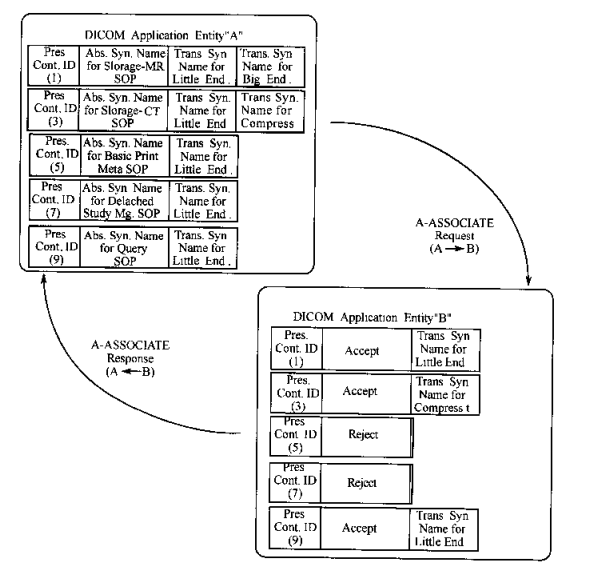 DICOM Application Entity"A"
Pres Cont. ID (1)
Abs. Syn. Name for Slorage-MR SOP
Trans Syn Name for Little End .
Trans. Syn Name for Big End .
Pres Cont. ID (3)
Abs. Syn. Name for Slorage-CT SOP
Trans Syn. Name for Little End
Trans Syn. Name for Compress
Pres. Cont. ID (5)
Abs. Syn. Name for Basic Print Meta SOP
Trans Syn. Name for Little End .
Pres Cont. ID (7)
Abs. Syn Name for Delached Study Mg. SOP
Trans. Syn. Name for Little End .
Pres Cont. ID (9)
Abs. Syn. Name for Query SOP
Trans. Syn Name for Little End .
A-ASSOCIATE
Request
(A → B)
A-ASSOCIATE
Response
(A ← B)
DICOM Application Entity"B"
Pres. Cont. ID (1)
Accept
Trans Syn Name for Little End
Pres. Cont. ID (3)
Accept
Trans Syn Name for Compress t
Pres Cont ID (5)
Reject
Pres Cont. ID (7)
Reject
Pres Cont. ID (9)
Accept
Trans Syn Name for Little End